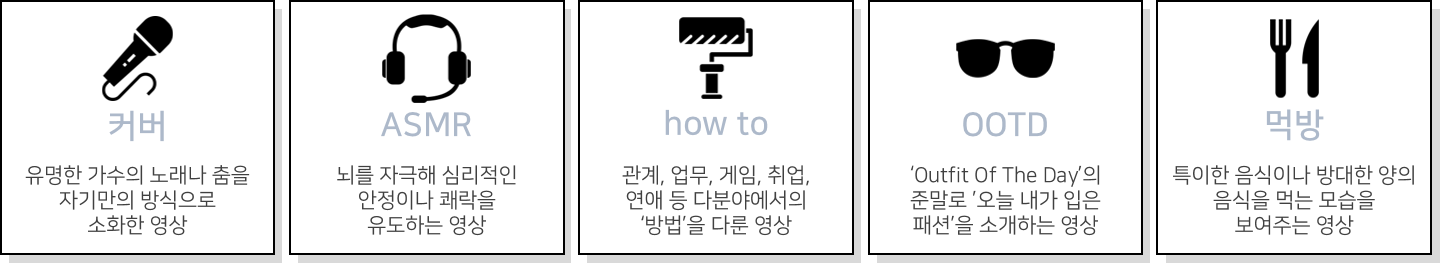 커버
유명한 가수의 노래나 춤을
자기만의 방식으로
소화한 영상
ASMR
뇌를 자극해 심리적인
안정이나 쾌락을
유도하는 영상
how to
관계, 업무, 게임, 취업,
연애 등 다분야에서의
‘방법’을 다룬 영상
OOTD
‘Outfit Of The Day’의
준말로 ’오늘 내가 입은
패션’을 소개하는 영상
먹방
특이한 음식이나 방대한 양의
음식을 먹는 모습을
보여주는 영상